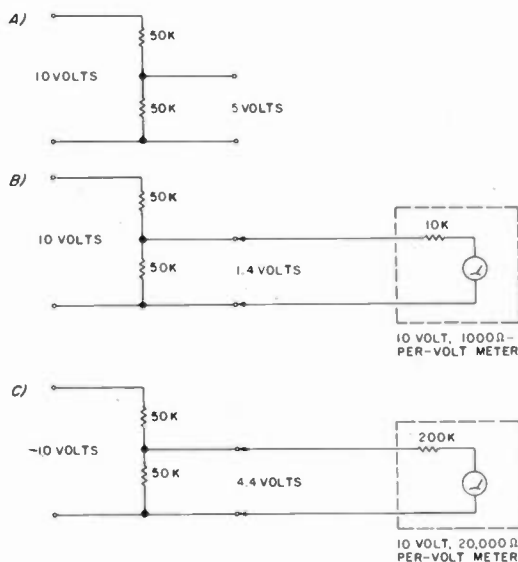 A)
50K
10 VOLTS
50K
5 VOLTS
B)
50K
10 VOLTS
50K
1.4 VOLTS
10K
10 VOLT, 1000Ω-
PER-VOLT METER
C)
50K
10 VOLTS
50K
4.4 VOLTS
200K
10 VOLT, 20,000Ω
PER-VOLT METER